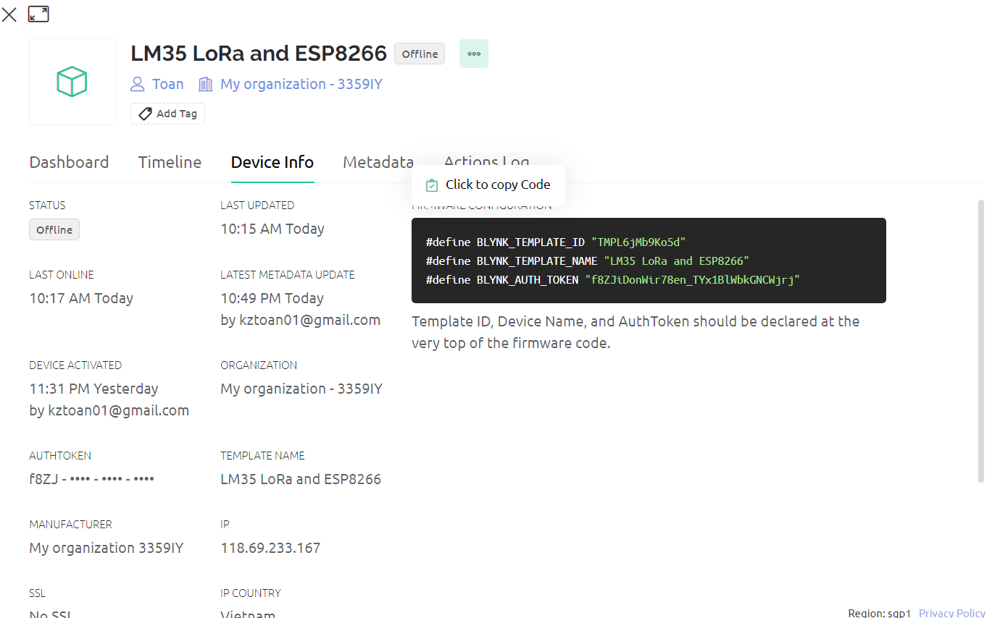 LM35 LoRa and ESP8266
Offline
Toan
My organization - 3359IY
Add Tag
Dashboard
Timeline
Device Info
Metadata
Actions Log
Click to copy Code
STATUS
Offline
LAST UPDATED
10:15 AM Today
LAST ONLINE
10:17 AM Today
LATEST METADATA UPDATE
10:49 PM Today
by kztoan01@gmail.com
DEVICE ACTIVATED
11:31 PM Yesterday
by kztoan01@gmail.com
ORGANIZATION
My organization - 3359IY
AUTHTOKEN
f8ZJ - •••• - •••• - ••••
TEMPLATE NAME
LM35 LoRa and ESP8266
MANUFACTURER
My organization 3359IY
IP
118.69.233.167
SSL
No SSL
IP COUNTRY
Vietnam
FIRMWARE CONFIGURATION
#define BLYNK_TEMPLATE_ID "TMPL6jMb9Ko5d"
#define BLYNK_TEMPLATE_NAME "LM35 LoRa and ESP8266"
#define BLYNK_AUTH_TOKEN "f8ZJiDonWir78en_TYx1BlWbkGNCWjrj"
Template ID, Device Name, and AuthToken should be declared at the
very top of the firmware code.
Region: sgp1
Privacy Policy